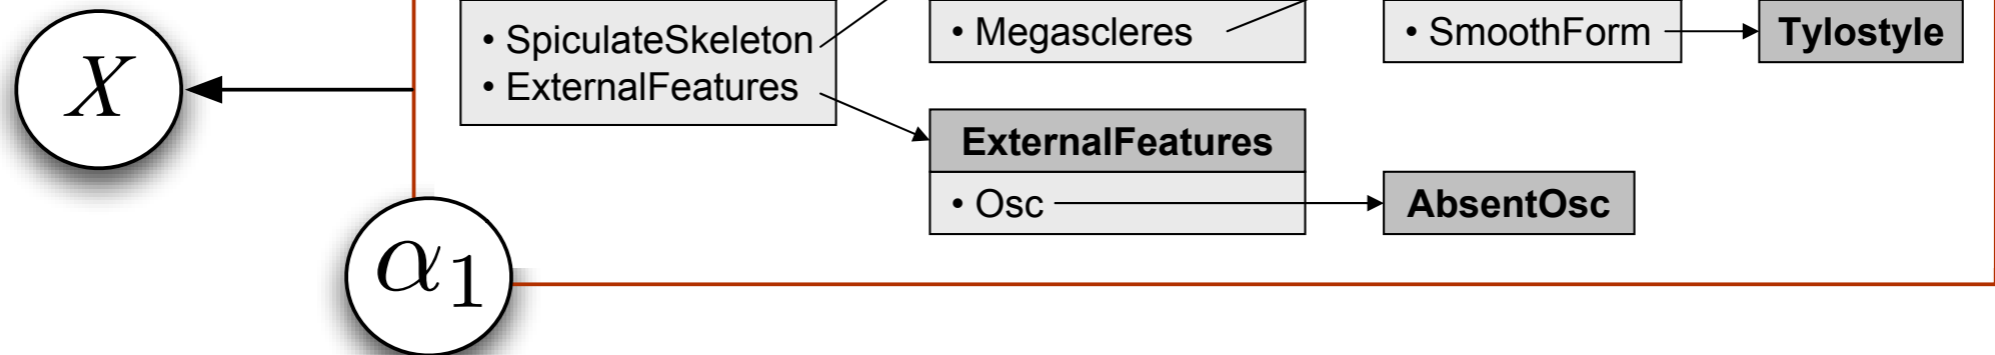 X
• SpiculateSkeleton
• ExternalFeatures
• Megascleres
• SmoothForm
Tylostyle
ExternalFeatures
• Osc
AbsentOsc
α1